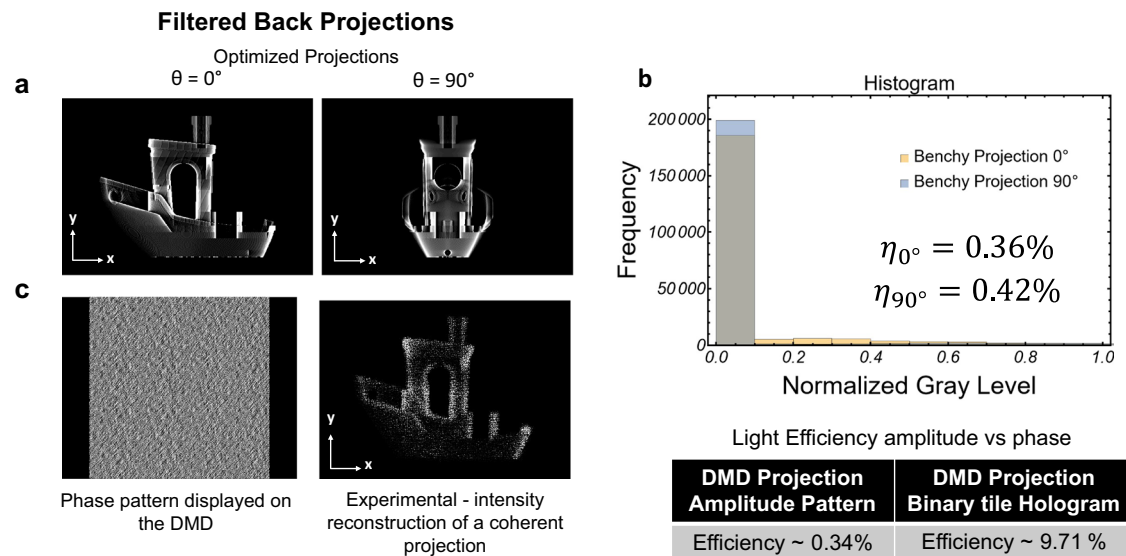 Filtered Back Projections
Optimized Projections
a
θ = 0°
θ = 90°
y
x
y
x
b
Histogram
200 000
150 000
100 000
50 000
0
Frequency
0.0 0.2 0.4 0.6 0.8 1.0
Normalized Gray Level
Benchy Projection 0°
Benchy Projection 90°
η0° = 0.36%
η90° = 0.42%
c
y
x
Phase pattern displayed on
the DMD
Experimental - intensity
reconstruction of a coherent
projection
Light Efficiency amplitude vs phase
DMD Projection
Amplitude Pattern
DMD Projection
Binary tile Hologram
Efficiency ~ 0.34%
Efficiency ~ 9.71 %